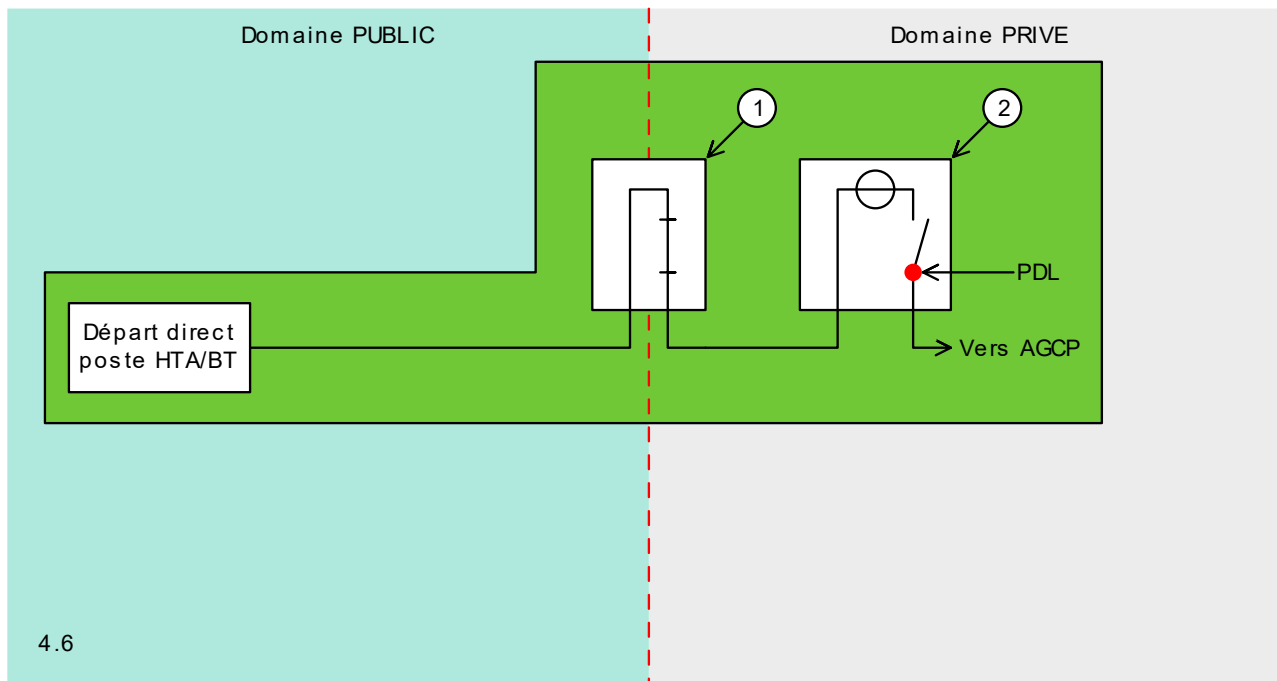 Domaine PUBLIC
Domaine PRIVE
1
2
PDL
Départ direct
poste HTA/BT
Vers AGCP
4.6